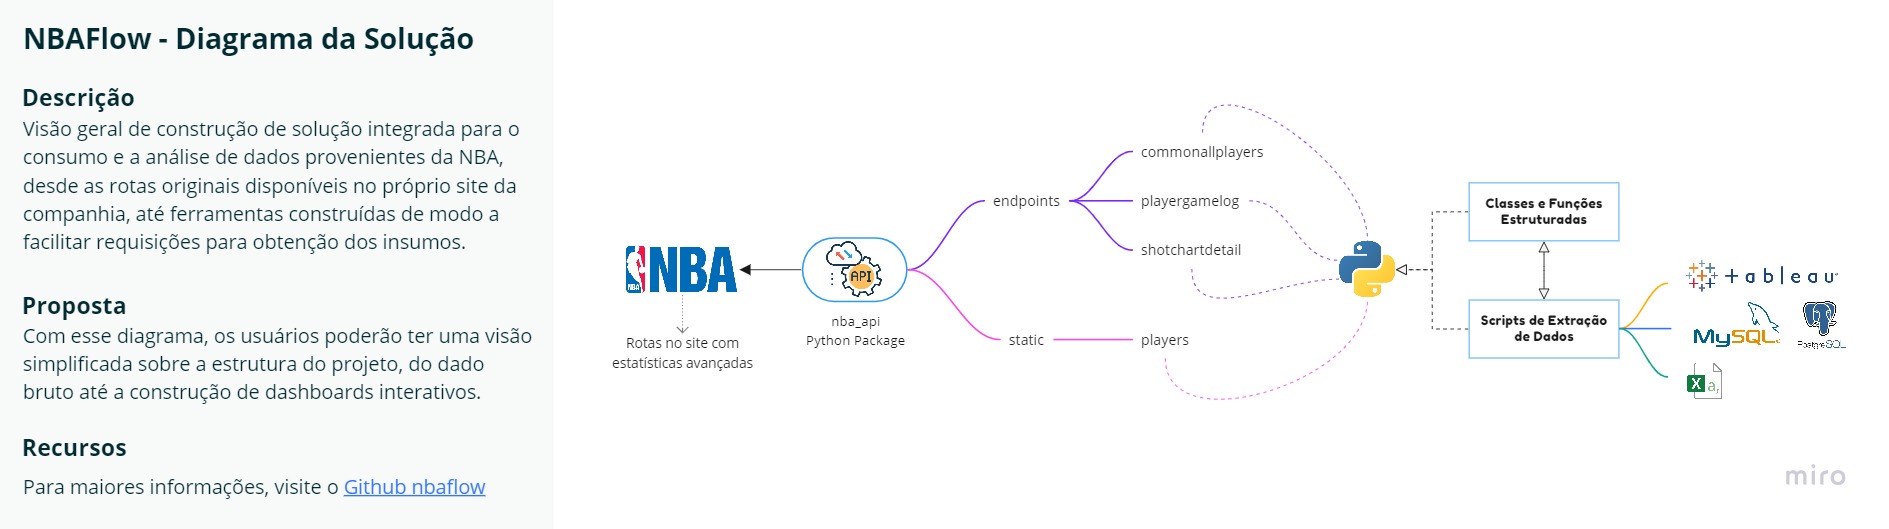 NBAFlow - Diagrama da Solução
Descrição
Visão geral de construção de solução integrada para o
consumo e a análise de dados provenientes da NBA,
desde as rotas originais disponíveis no próprio site da
companhia, até ferramentas construídas de modo a
facilitar requisições para obtenção dos insumos.
Proposta
Com esse diagrama, os usuários poderão ter uma visão
simplificada sobre a estrutura do projeto, do dado
bruto até a construção de dashboards interativos.
Recursos
Para maiores informações, visite o Github nbaflow
NBA
NBA
Rotas no site com
estatísticas avançadas
API
nba_api
Python Package
endpoints
static
commonallplayers
playergamelog
shotchartdetail
players
Classes e Funções
Estruturadas
Scripts de Extração
de Dados
+ a b l e a u
MySQL
PostgreSQL
X a,
miro